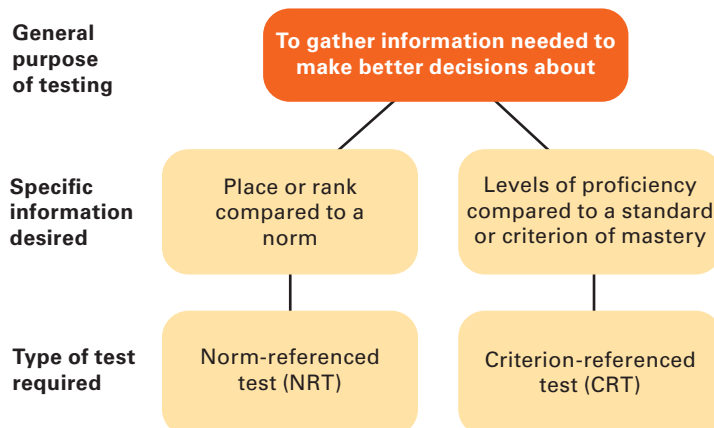 General
purpose
of testing
To gather information needed to
make better decisions about
Specific
information
desired
Place or rank
compared to a
norm
Levels of proficiency
compared to a standard
or criterion of mastery
Type of test
required
Norm-referenced
test (NRT)
Criterion-referenced
test (CRT)